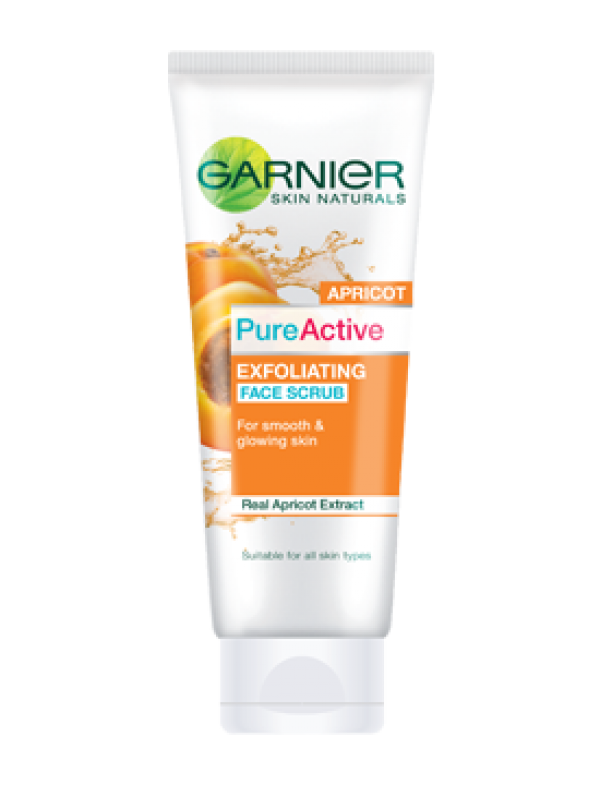 GARNIER
SKIN NATURALS
APRICOT
PureActive
EXFOLIATING
FACE SCRUB
For smooth &
glowing skin
Real Apricot Extract
Suitable for all skin types